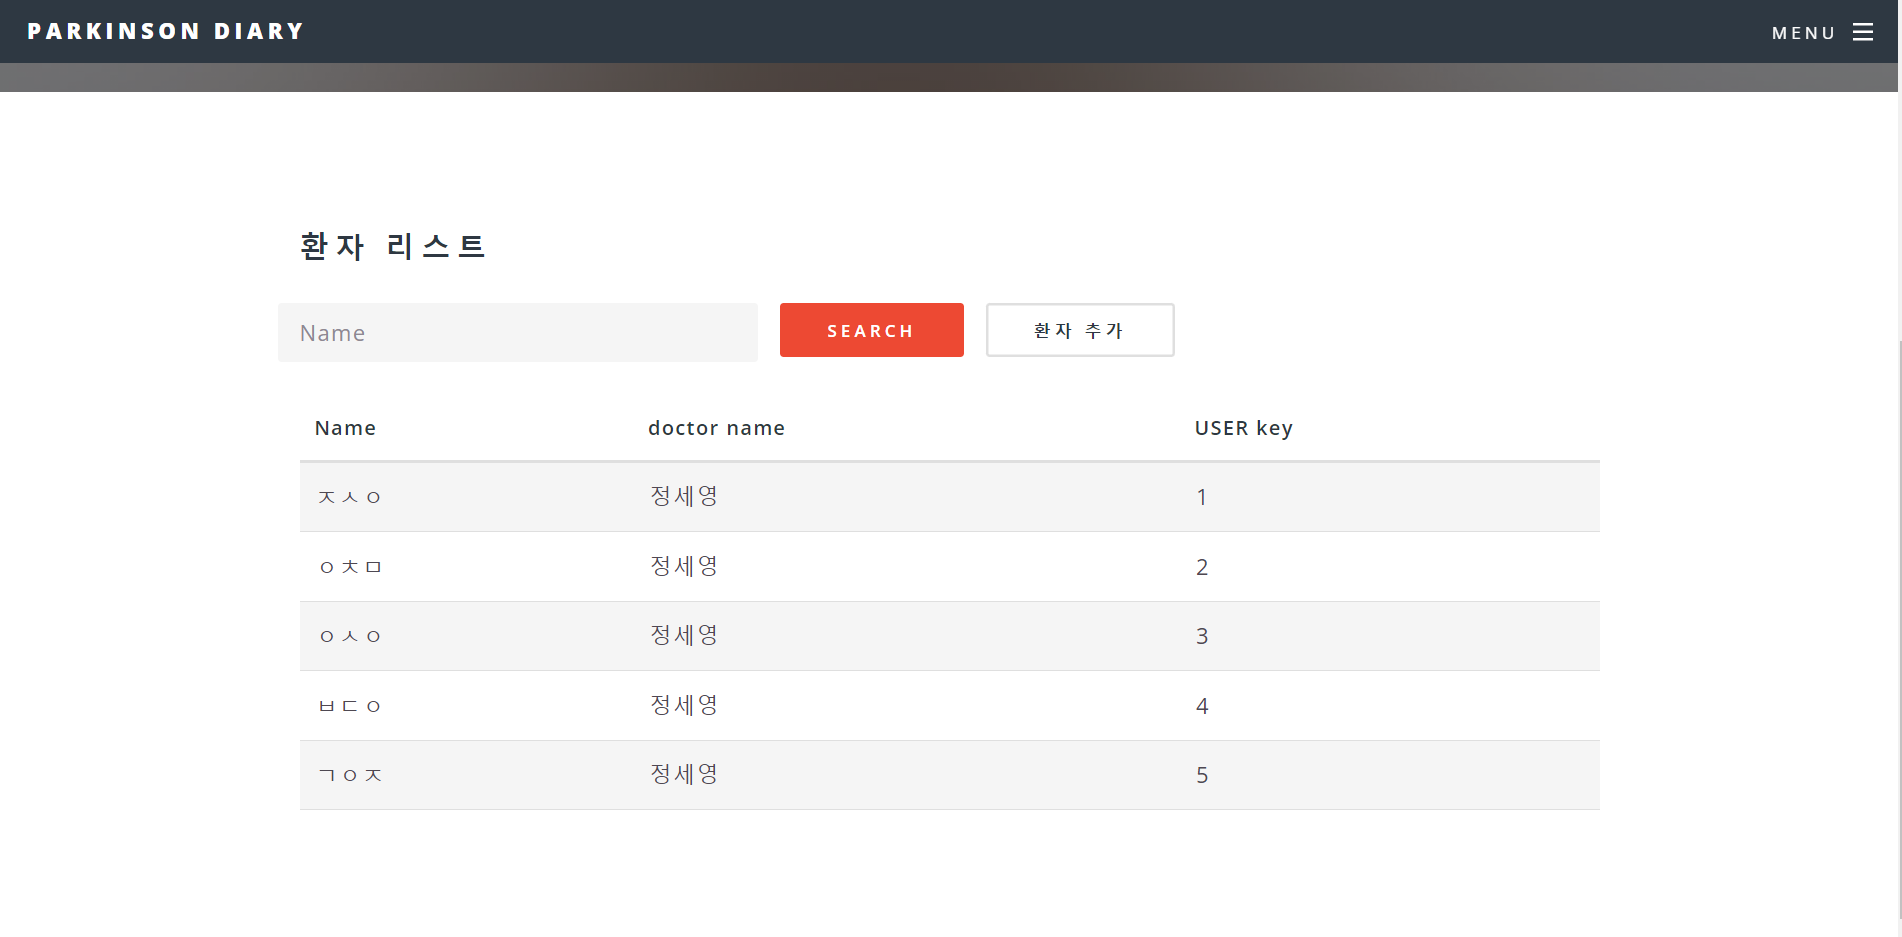 PARKINSON DIARY
MENU
환자 리스트
Name
SEARCH
환자 추가
Name doctor name USER key
ㅈㅅㅇ 정세영 1
ㅇㅊㅁ 정세영 2
ㅇㅅㅇ 정세영 3
ㅂㄷㅇ 정세영 4
ㄱㅇㅈ 정세영 5